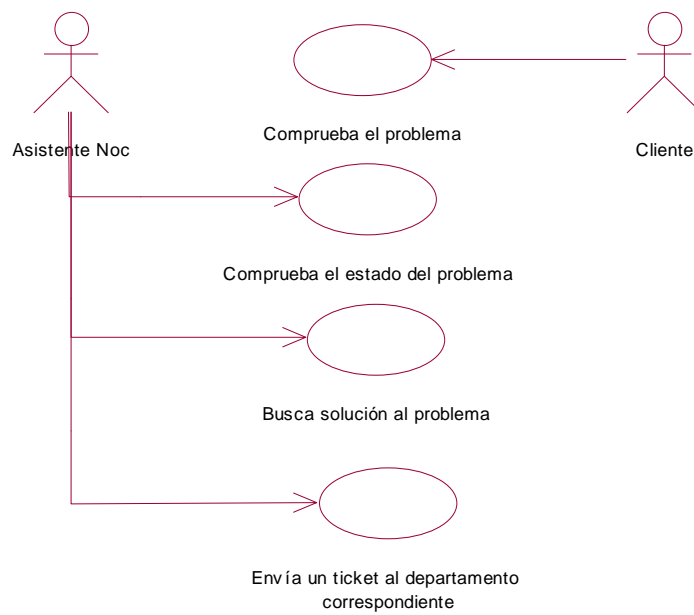 Comprueba el problema
Asistente Noc
Cliente
Comprueba el estado del problema
Busca solución al problema
Envía un ticket al departamento
correspondiente